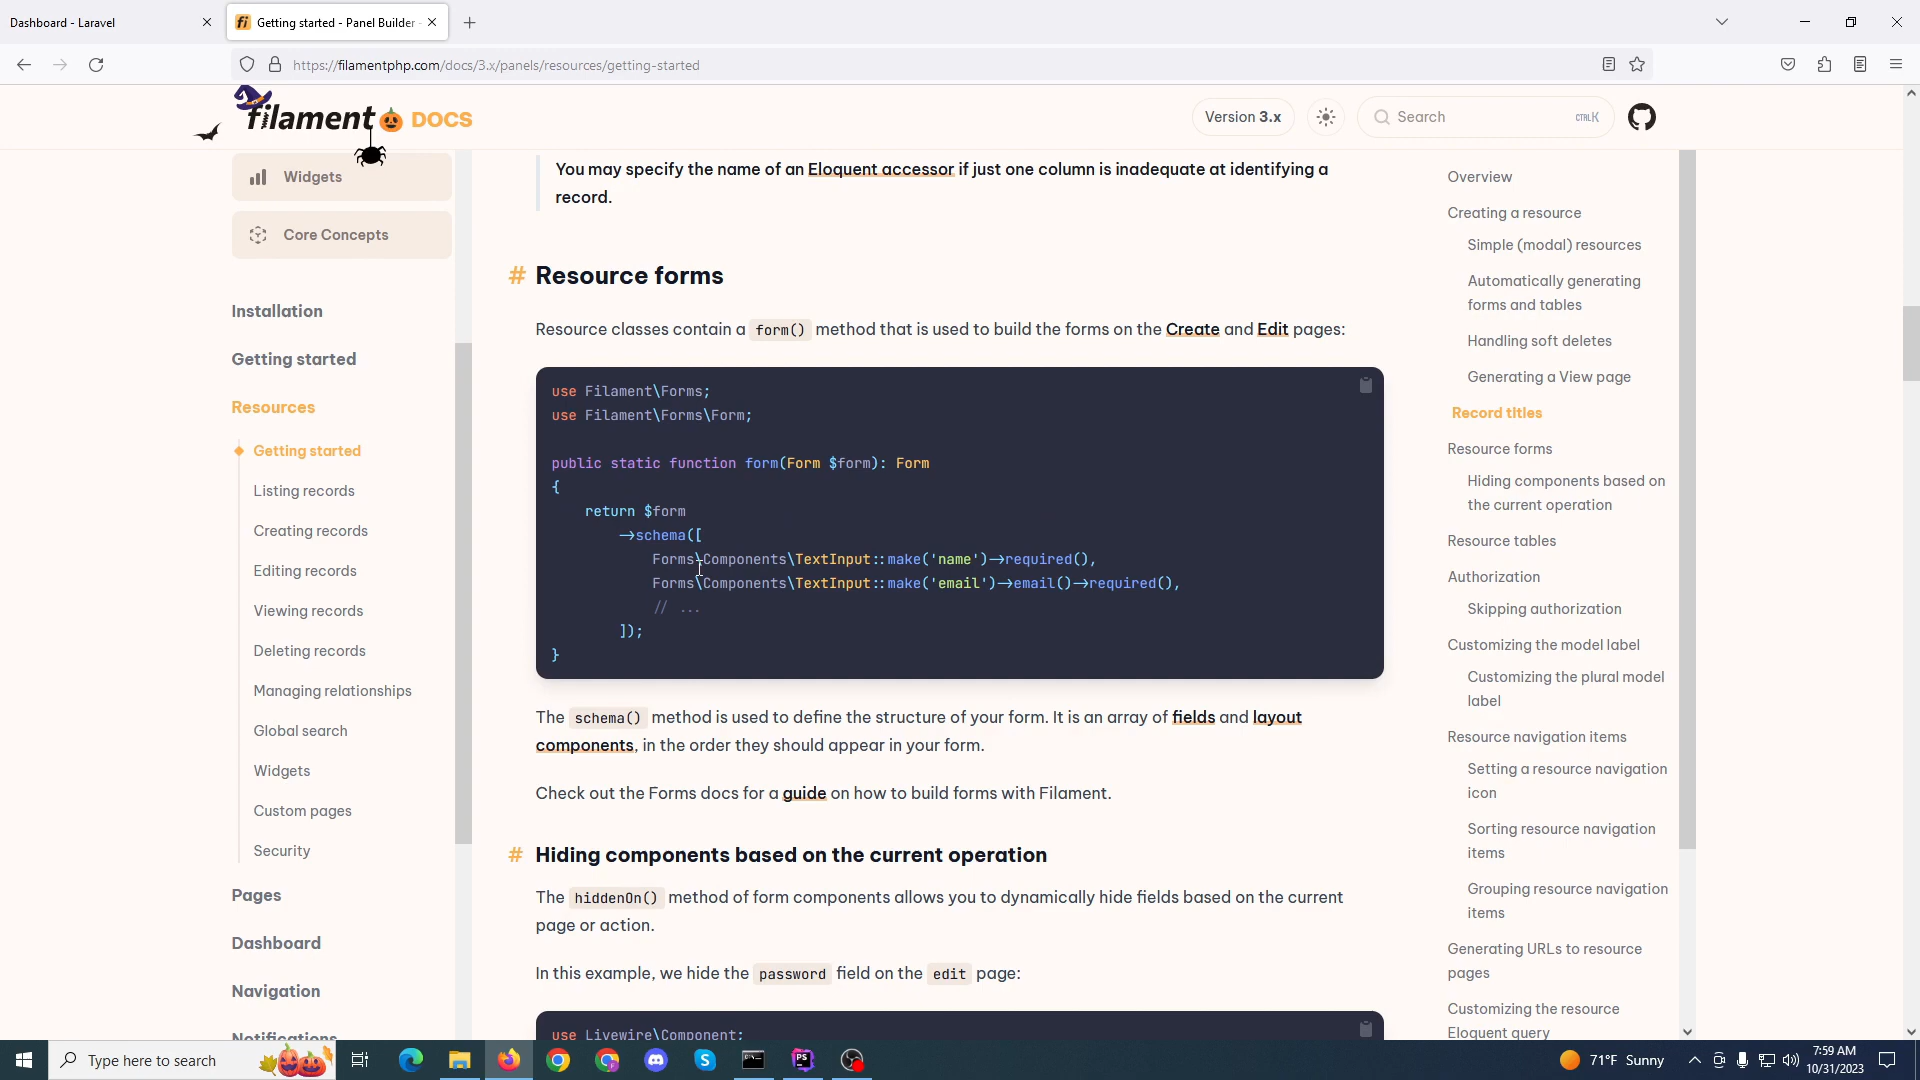 Dashboard - Laravel
Getting started - Panel Builder
https://filamentphp.com/docs/3.x/panels/resources/getting-started
filament DOCS
Version 3.x
Search
CTRL K
Widgets
Core Concepts
Installation
Getting started
Resources
Getting started
Listing records
Creating records
Editing records
Viewing records
Deleting records
Managing relationships
Global search
Widgets
Custom pages
Security
Pages
Dashboard
Navigation
Notifications
You may specify the name of an Eloquent accessor if just one column is inadequate at identifying a
record.
# Resource forms
Resource classes contain a form() method that is used to build the forms on the Create and Edit pages:
use Filament\Forms;
use Filament\Forms\Form;
public static function form(Form $form): Form
{
return $form
->schema([
Forms\Components\TextInput::make('name')->required(),
Forms\Components\TextInput::make('email')->email()->required(),
// ...
]);
}
The schema() method is used to define the structure of your form. It is an array of fields and layout
components, in the order they should appear in your form.
Check out the Forms docs for a guide on how to build forms with Filament.
# Hiding components based on the current operation
The hiddenOn() method of form components allows you to dynamically hide fields based on the current
page or action.
In this example, we hide the password field on the edit page:
use Livewire\Component;
Overview
Creating a resource
Simple (modal) resources
Automatically generating
forms and tables
Handling soft deletes
Generating a View page
Record titles
Resource forms
Hiding components based on
the current operation
Resource tables
Authorization
Skipping authorization
Customizing the model label
Customizing the plural model
label
Resource navigation items
Setting a resource navigation
icon
Sorting resource navigation
items
Grouping resource navigation
items
Generating URLs to resource
pages
Customizing the resource
Eloquent query
Type here to search
71°F Sunny
7:59 AM
10/31/2023